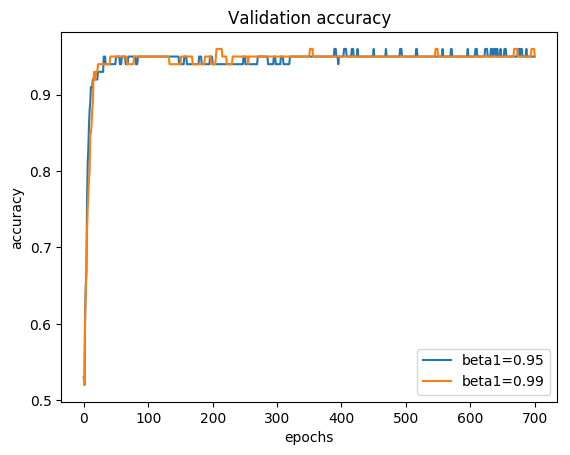 Validation accuracy
accuracy
0.9
0.8
0.7
0.6
0.5
0 100 200 300 400 500 600 700
epochs
beta1=0.95
beta1=0.99